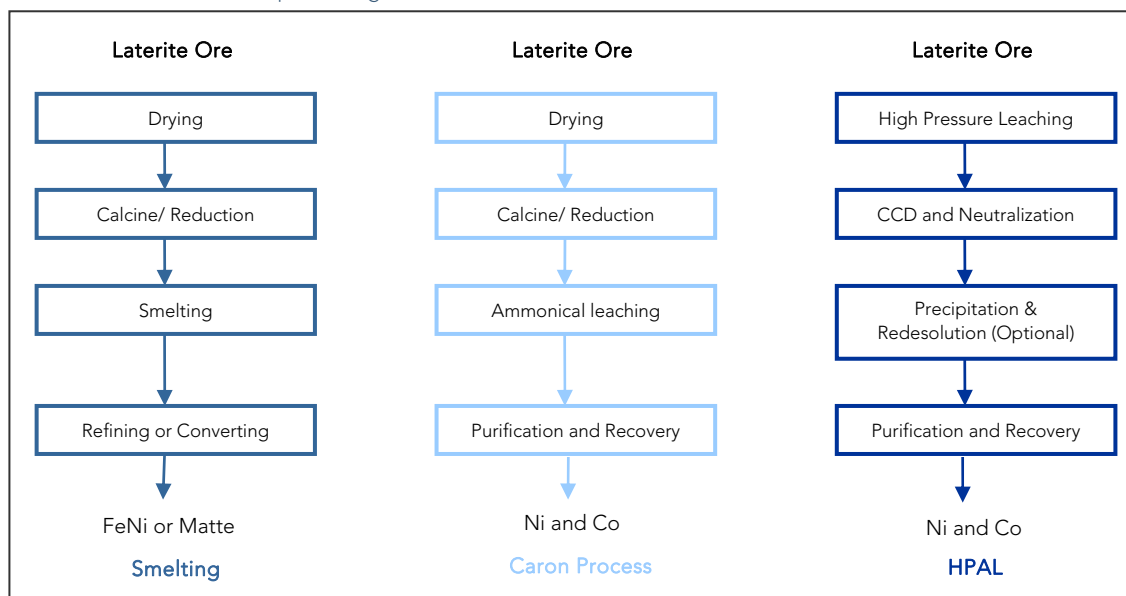 Laterite Ore
Drying
Calcine/ Reduction
Smelting
Refining or Converting
FeNi or Matte
Smelting
Laterite Ore
Drying
Calcine/ Reduction
Ammonical leaching
Purification and Recovery
Ni and Co
Caron Process
Laterite Ore
High Pressure Leaching
CCD and Neutralization
Precipitation &
Redesolution (Optional)
Purification and Recovery
Ni and Co
HPAL